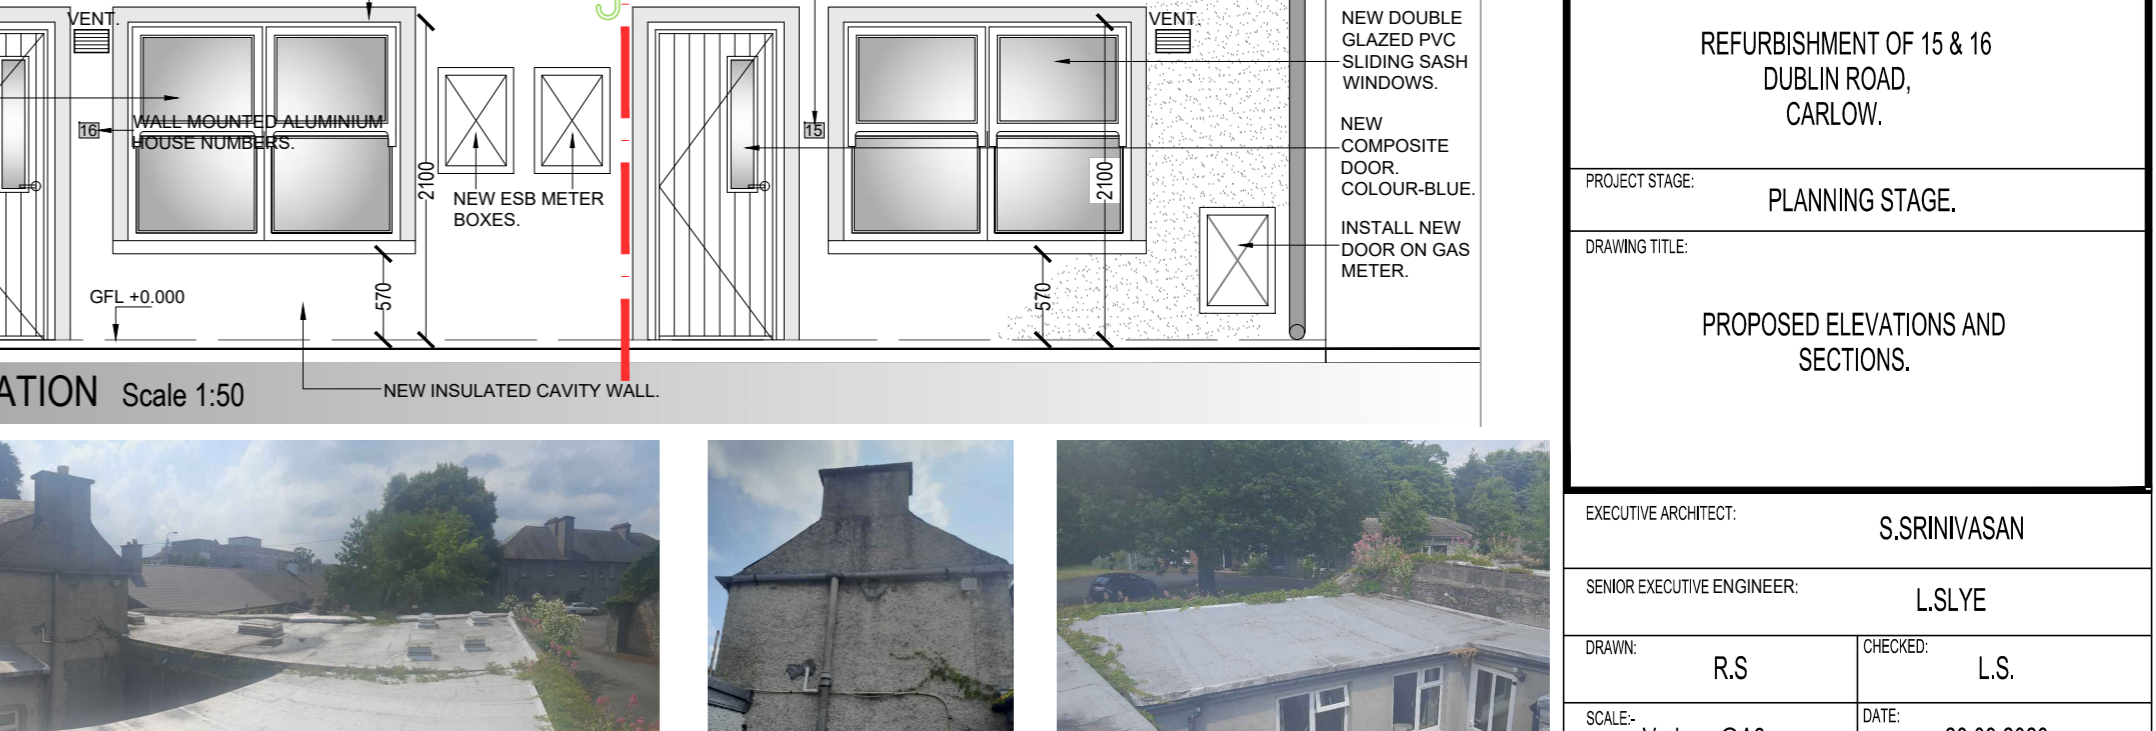 VENT.
16
WALL MOUNTED ALUMINIUM
HOUSE NUMBERS.
GFL +0.000
570
2100
NEW ESB METER
BOXES.
15
VENT.
570
2100
NEW DOUBLE
GLAZED PVC
SLIDING SASH
WINDOWS.
NEW
COMPOSITE
DOOR.
COLOUR-BLUE.
INSTALL NEW
DOOR ON GAS
METER.
NEW INSULATED CAVITY WALL.
ATION Scale 1:50
REFURBISHMENT OF 15 & 16
DUBLIN ROAD,
CARLOW.
PROJECT STAGE:
PLANNING STAGE.
DRAWING TITLE:
PROPOSED ELEVATIONS AND
SECTIONS.
EXECUTIVE ARCHITECT:
S.SRINIVASAN
SENIOR EXECUTIVE ENGINEER:
L.SLYE
DRAWN:
R.S
CHECKED:
L.S.
SCALE:-
DATE: